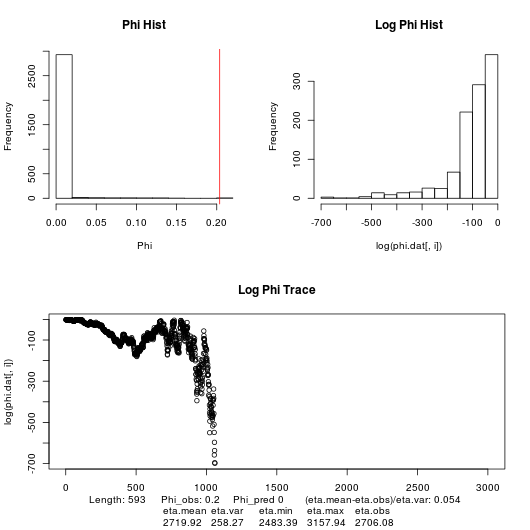 Phi Hist
Log Phi Hist
Frequency
0 500 1500 2500
0.00 0.05 0.10 0.15 0.20
Phi
Frequency
0 100 200 300
-700 -500 -300 -100 0
log(phi.dat[, i])
Log Phi Trace
log(phi.dat[, i])
-700 -500 -300 -100
0 500 1000 1500 2000 2500 3000
Length: 593 Phi_obs: 0.2 Phi_pred 0 (eta.mean-eta.obs)/eta.var: 0.054
eta.mean eta.var eta.min eta.max eta.obs
2719.92 258.27 2483.39 3157.94 2706.08